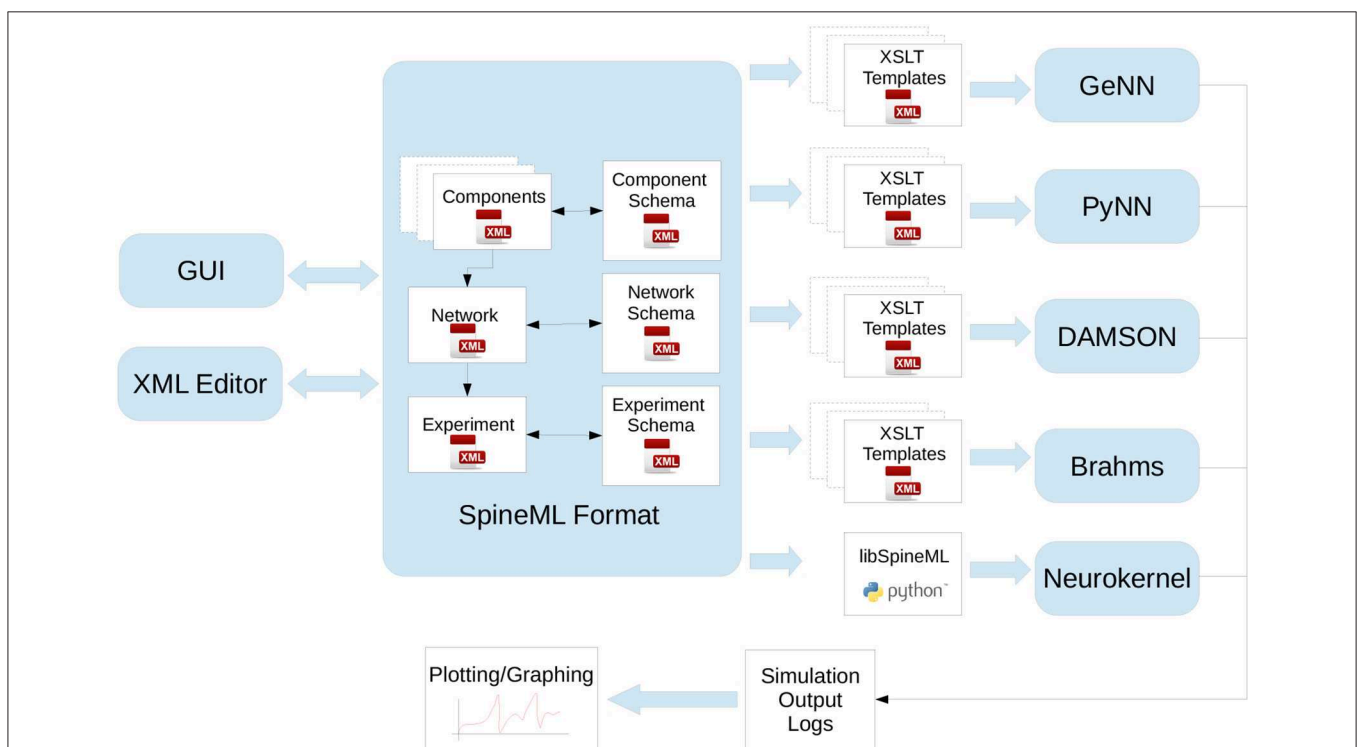 XSLT
Templates
XML
GeNN
Components
XML
Component
Schema
XML
XSLT
Templates
XML
PyNN
GUI
Network
XML
Network
Schema
XML
XSLT
Templates
XML
DAMSON
XML Editor
Experiment
XML
Experiment
Schema
XML
XSLT
Templates
XML
Brahms
SpineML Format
libSpineML
python™
Neurokernel
Plotting/Graphing
Simulation
Output
Logs